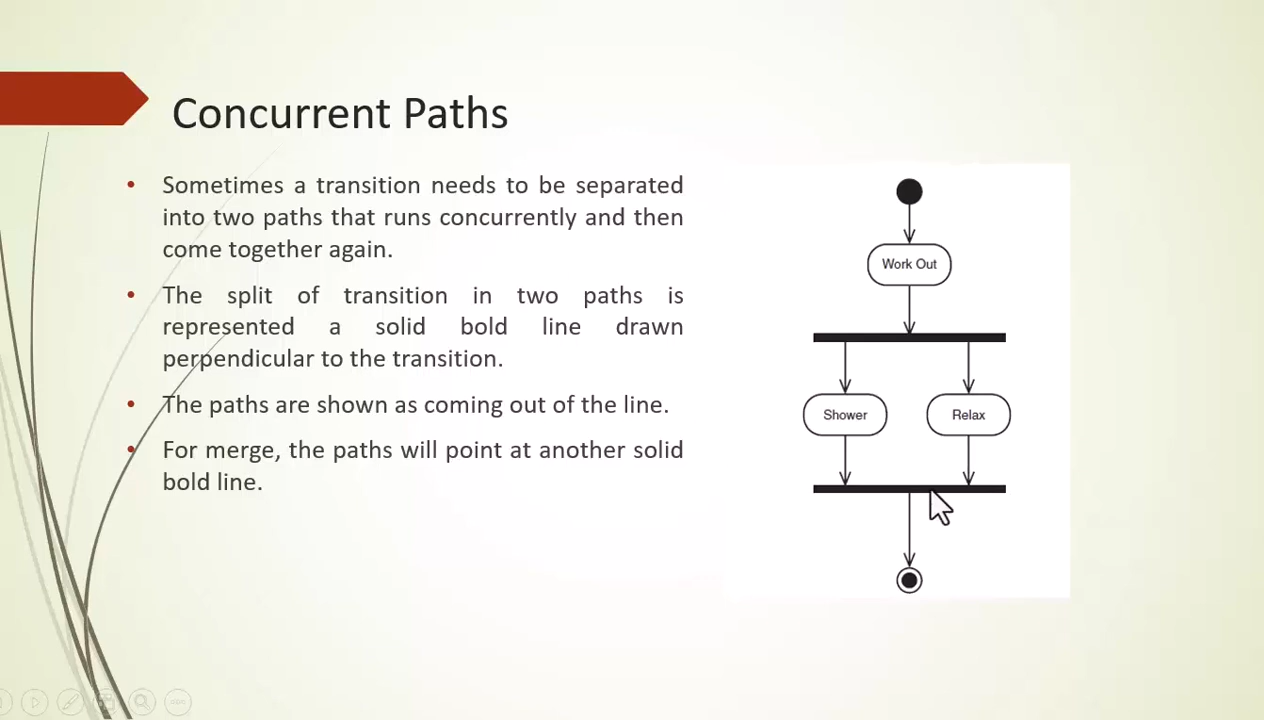 Concurrent Paths
• Sometimes a transition needs to be separated
into two paths that runs concurrently and then
come together again.
• The split of transition in two paths is
represented a solid bold line drawn
perpendicular to the transition.
• The paths are shown as coming out of the line.
• For merge, the paths will point at another solid
bold line.
Work Out
Shower
Relax